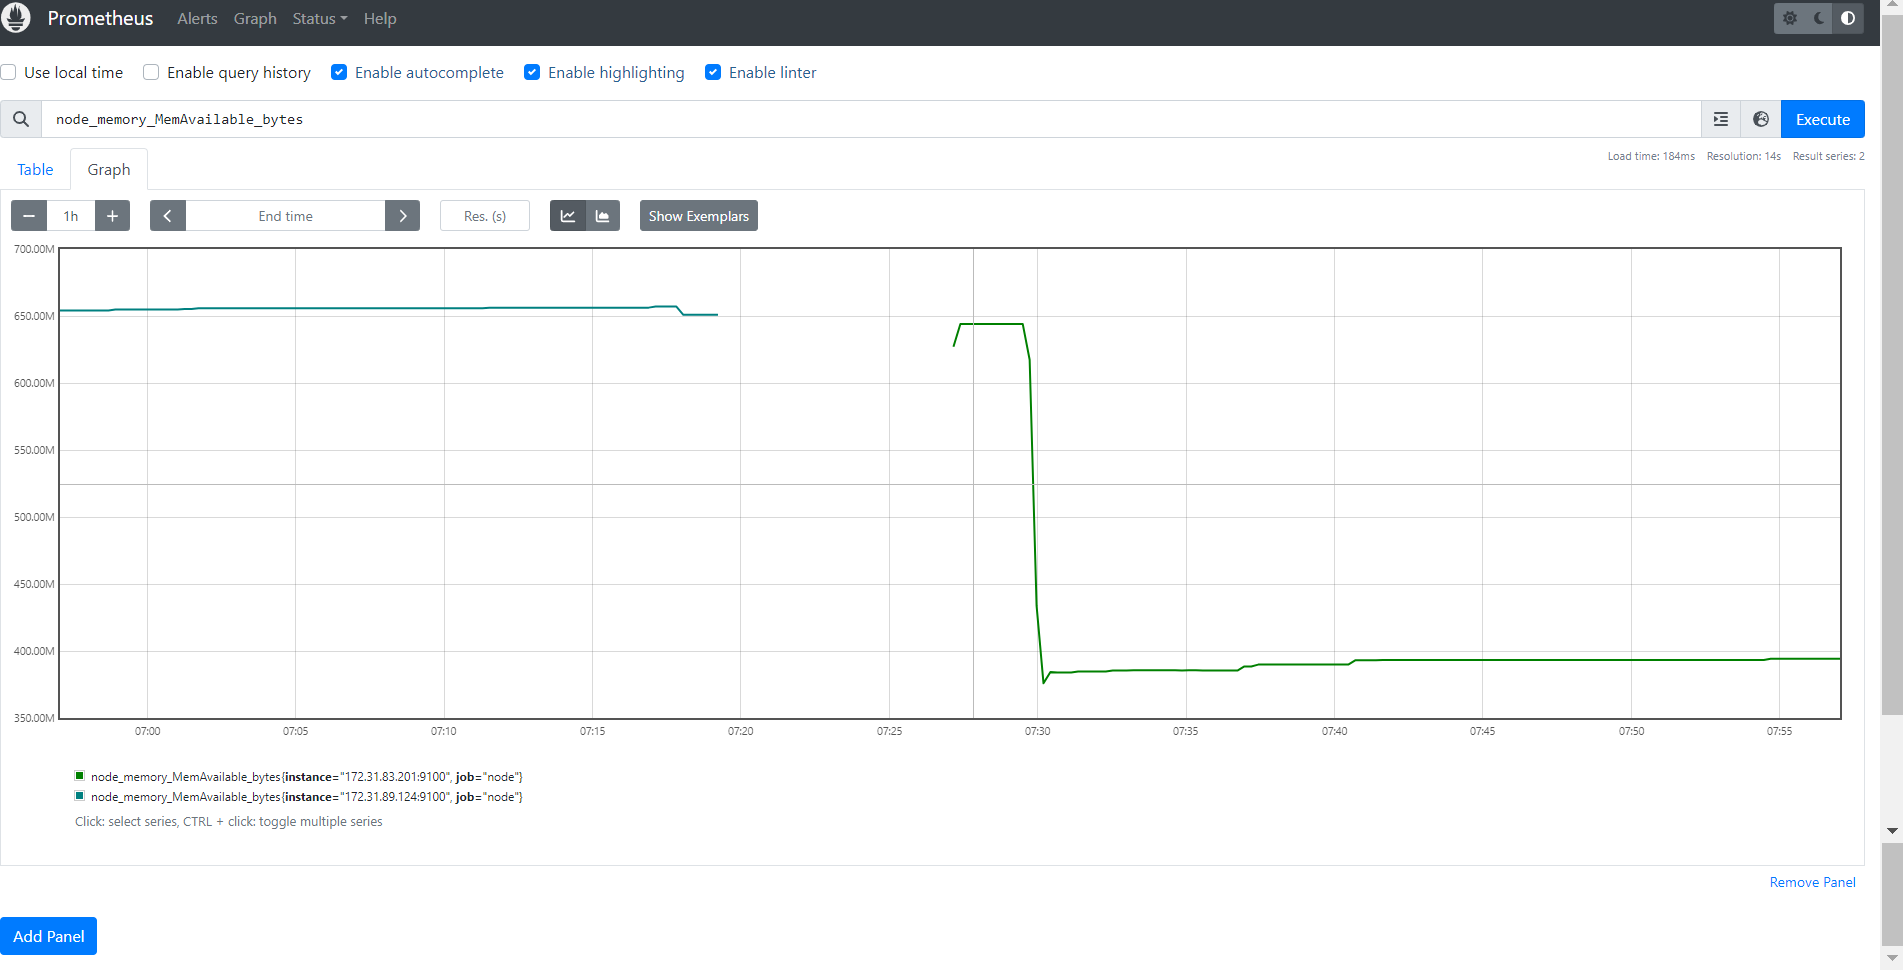 Prometheus Alerts Graph Status Help
Use local time Enable query history Enable autocomplete Enable highlighting Enable linter
node_memory_MemAvailable_bytes Execute
Table Graph Load time: 184ms Resolution: 14s Result series: 2
1h End time Res. (s) Show Exemplars
700.00M
650.00M
600.00M
550.00M
500.00M
450.00M
400.00M
350.00M
07:00 07:05 07:10 07:15 07:20 07:25 07:30 07:35 07:40 07:45 07:50 07:55
node_memory_MemAvailable_bytes{instance="172.31.83.201:9100", job="node"}
node_memory_MemAvailable_bytes{instance="172.31.89.124:9100", job="node"}
Click: select series, CTRL + click: toggle multiple series
Remove Panel
Add Panel